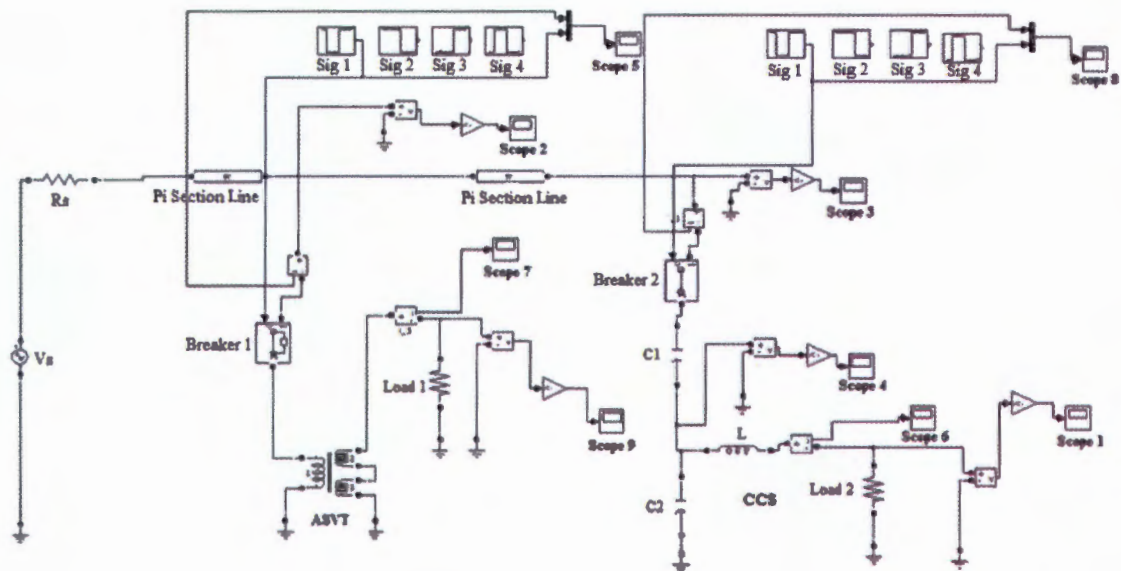 Sig 1 Sig 2 Sig 3 Sig 4
Scope 5
Sig 1 Sig 2 Sig 3 Sig 4
Scope 8
Scope 2
Rs
Pi Section Line
Pi Section Line
Scope 3
Scope 7
Breaker 2
Vs
Breaker 1
Load 1
C1
Scope 4
Scope 9
L
Scope 6
Scope 1
ASVT
C2
CCS
Load 2